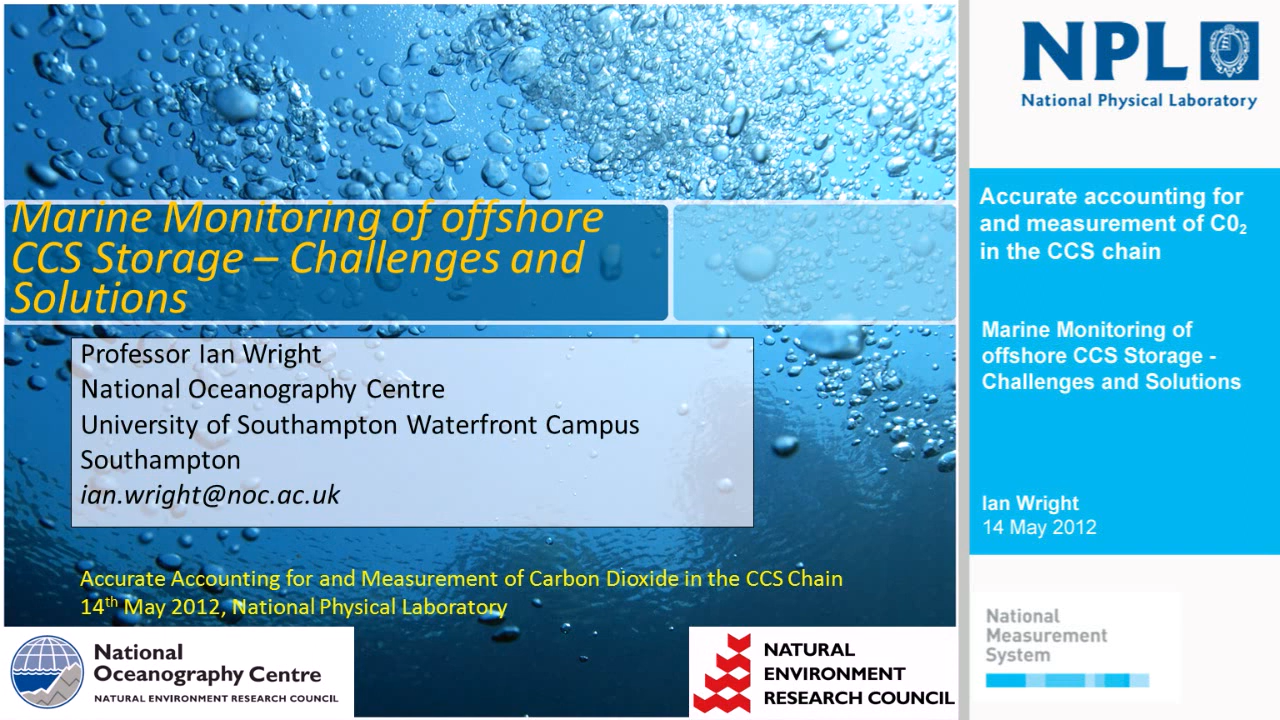 Marine Monitoring of offshore
CCS Storage – Challenges and
Solutions
Professor Ian Wright
National Oceanography Centre
University of Southampton Waterfront Campus
Southampton
ian.wright@noc.ac.uk
Accurate Accounting for and Measurement of Carbon Dioxide in the CCS Chain
14th May 2012, National Physical Laboratory
National
Oceanography Centre
NATURAL ENVIRONMENT RESEARCH COUNCIL
NATURAL
ENVIRONMENT
RESEARCH COUNCIL
NPL
National Physical Laboratory
Accurate accounting for
and measurement of C0₂
in the CCS chain
Marine Monitoring of
offshore CCS Storage -
Challenges and Solutions
Ian Wright
14 May 2012
National
Measurement
System